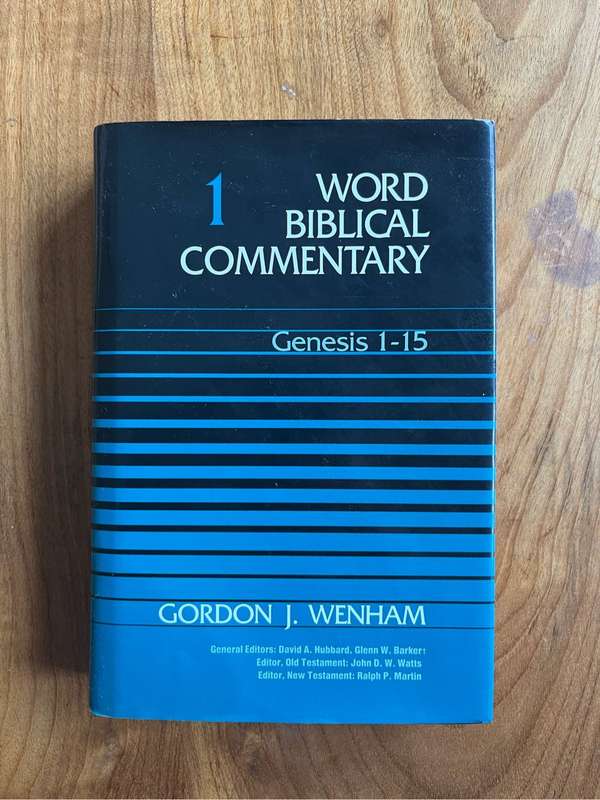 1 WORD
BIBLICAL
COMMENTARY
Genesis 1-15
GORDON J. WENHAM
General Editors: David A. Hubbard, Glenn W. Barker†
Editor, Old Testament: John D. W. Watts
Editor, New Testament: Ralph P. Martin